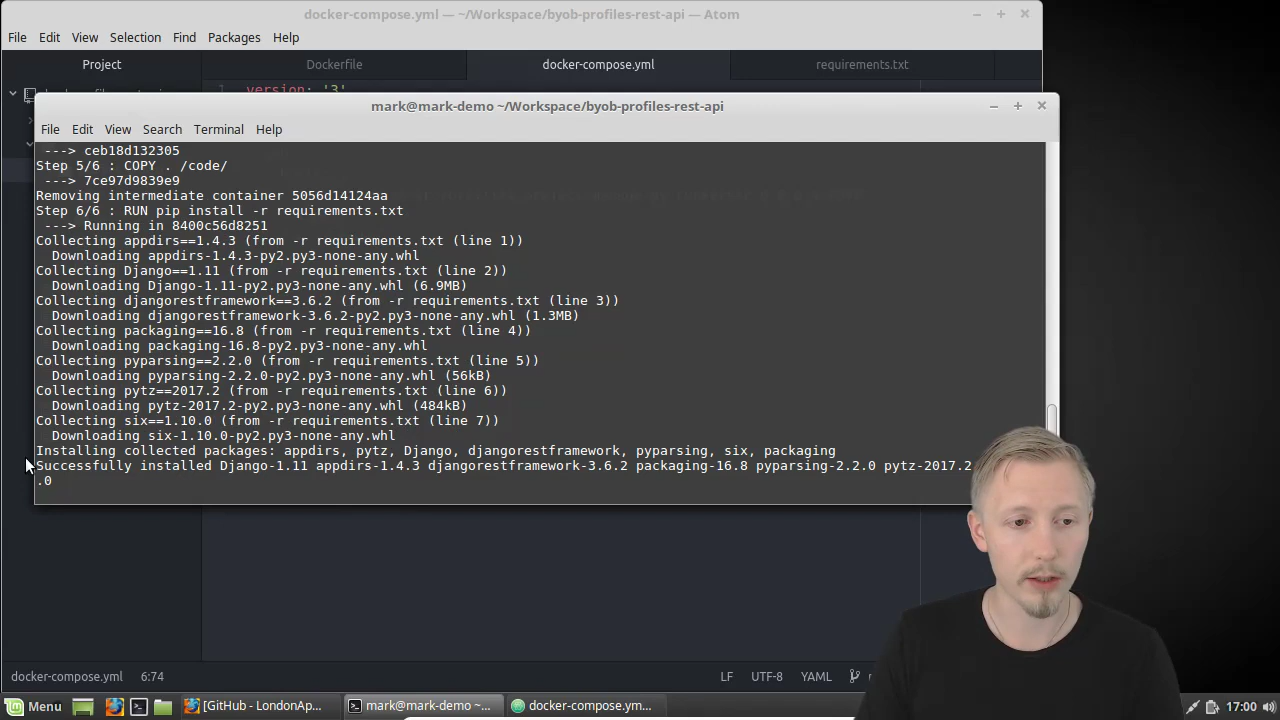 docker-compose.yml — ~/Workspace/byob-profiles-rest-api — Atom
File Edit View Selection Find Packages Help
Project Dockerfile docker-compose.yml requirements.txt
1 version: '3'
mark@mark-demo ~/Workspace/byob-profiles-rest-api
File Edit View Search Terminal Help
---> ceb18d132305
Step 5/6 : COPY . /code/
---> 7ce97d9839e9
Removing intermediate container 5056d14124aa
Step 6/6 : RUN pip install -r requirements.txt
---> Running in 8400c56d8251
Collecting appdirs==1.4.3 (from -r requirements.txt (line 1))
Downloading appdirs-1.4.3-py2.py3-none-any.whl
Collecting Django==1.11 (from -r requirements.txt (line 2))
Downloading Django-1.11-py2.py3-none-any.whl (6.9MB)
Collecting djangorestframework==3.6.2 (from -r requirements.txt (line 3))
Downloading djangorestframework-3.6.2-py2.py3-none-any.whl (1.3MB)
Collecting packaging==16.8 (from -r requirements.txt (line 4))
Downloading packaging-16.8-py2.py3-none-any.whl
Collecting pyparsing==2.2.0 (from -r requirements.txt (line 5))
Downloading pyparsing-2.2.0-py2.py3-none-any.whl (56kB)
Collecting pytz==2017.2 (from -r requirements.txt (line 6))
Downloading pytz-2017.2-py2.py3-none-any.whl (484kB)
Collecting six==1.10.0 (from -r requirements.txt (line 7))
Downloading six-1.10.0-py2.py3-none-any.whl
Installing collected packages: appdirs, pytz, Django, djangorestframework, pyparsing, six, packaging
Successfully installed Django-1.11 appdirs-1.4.3 djangorestframework-3.6.2 packaging-16.8 pyparsing-2.2.0 pytz-2017.2
.0
docker-compose.yml 6:74 LF UTF-8 YAML
Menu [GitHub - LondonAp... mark@mark-demo ~... docker-compose.ym... 17:00